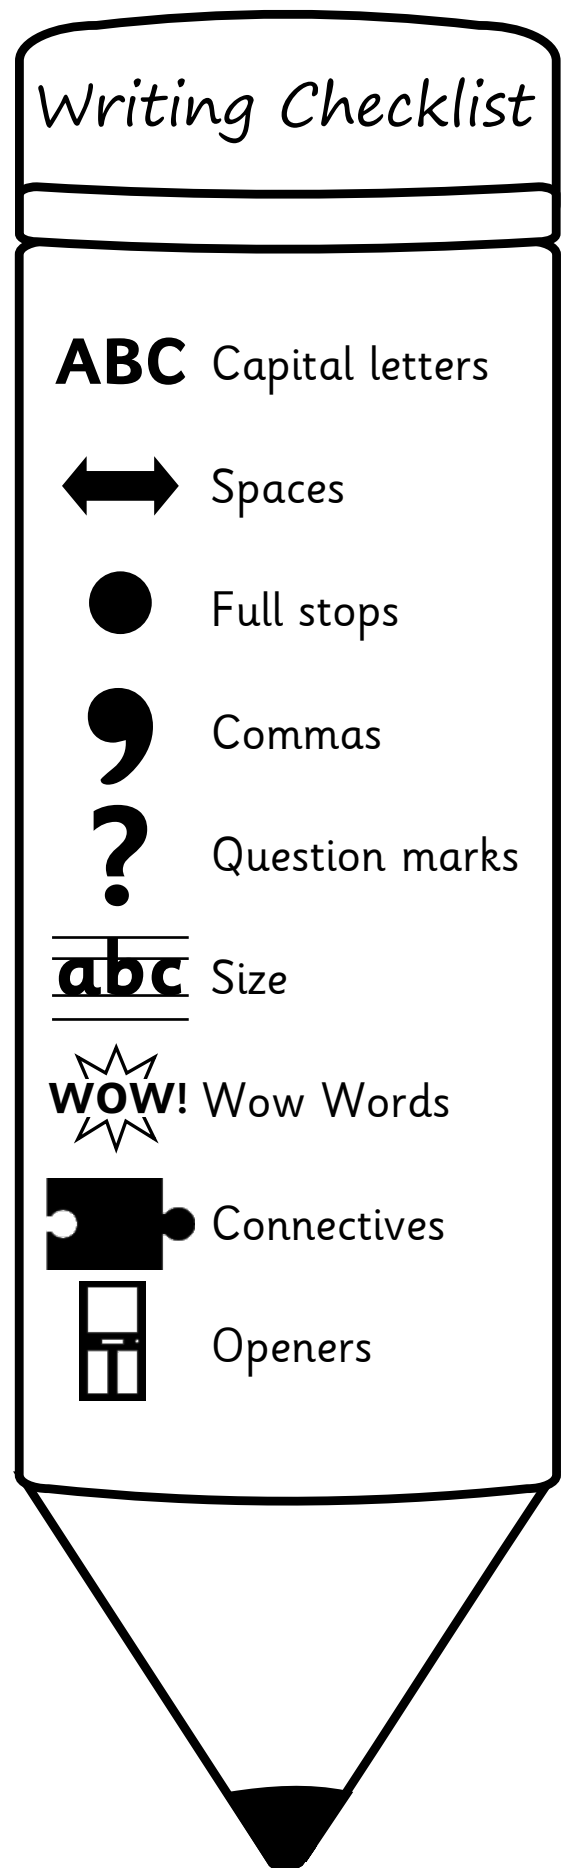 Writing Checklist
ABC Capital letters
Spaces
Full stops
, Commas
? Question marks
abc Size
WOW! Wow Words
Connectives
Openers